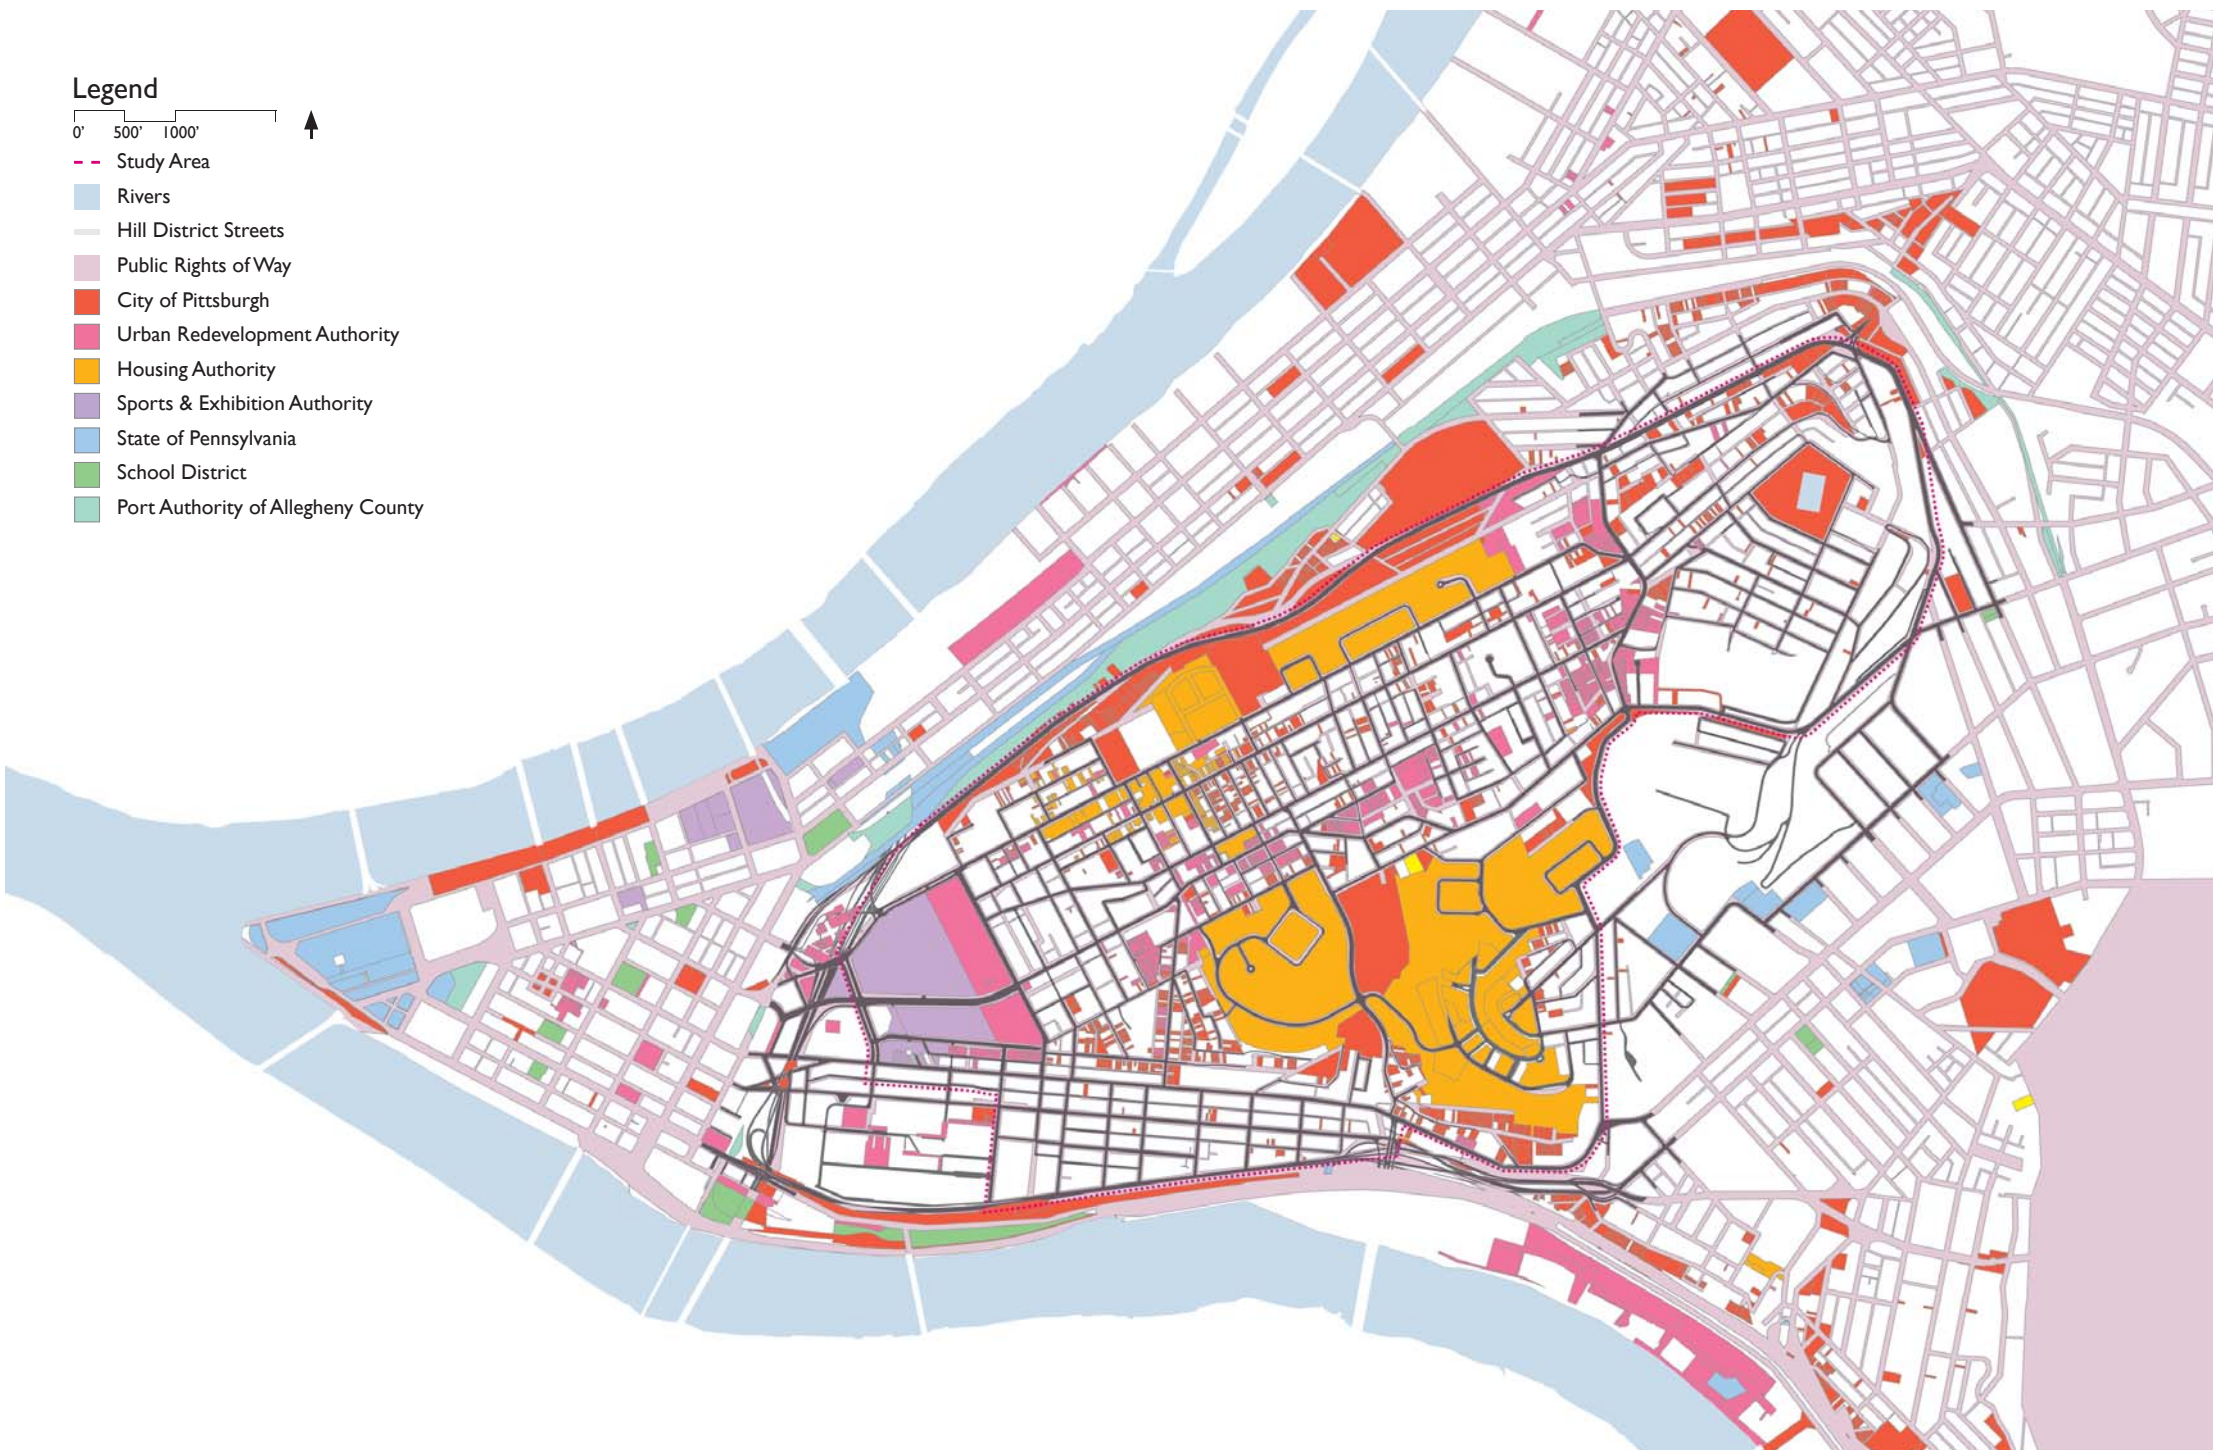 Legend
0' 500' 1000'
Study Area
Rivers
Hill District Streets
Public Rights of Way
City of Pittsburgh
Urban Redevelopment Authority
Housing Authority
Sports & Exhibition Authority
State of Pennsylvania
School District
Port Authority of Allegheny County